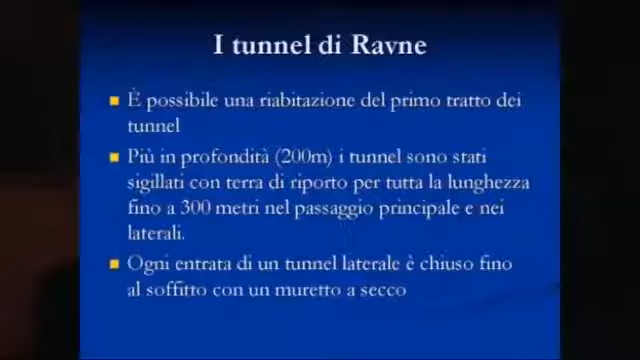 I tunnel di Ravne
È possibile una riabitazione del primo tratto dei
tunnel
Più in profondità (200m) i tunnel sono stati
sigillati con terra di riporto per tutta la lunghezza
fino a 300 metri nel passaggio principale e nei
laterali.
Ogni entrata di un tunnel laterale è chiuso fino
al soffitto con un muretto a secco